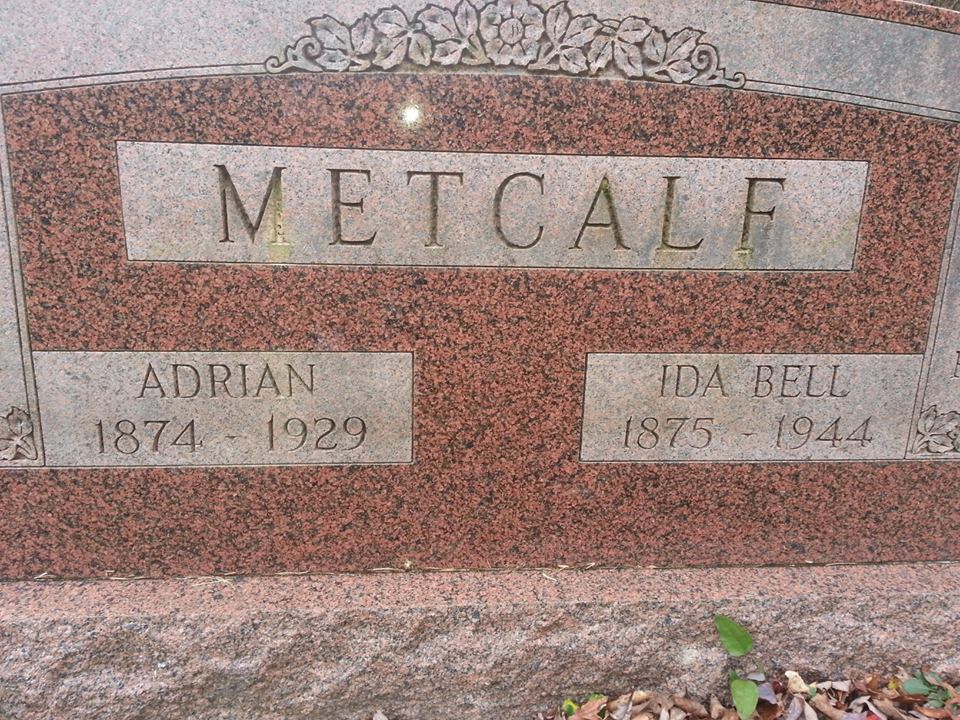 METCALF
ADRIAN
1874 - 1929
IDA BELL
1875 - 1944